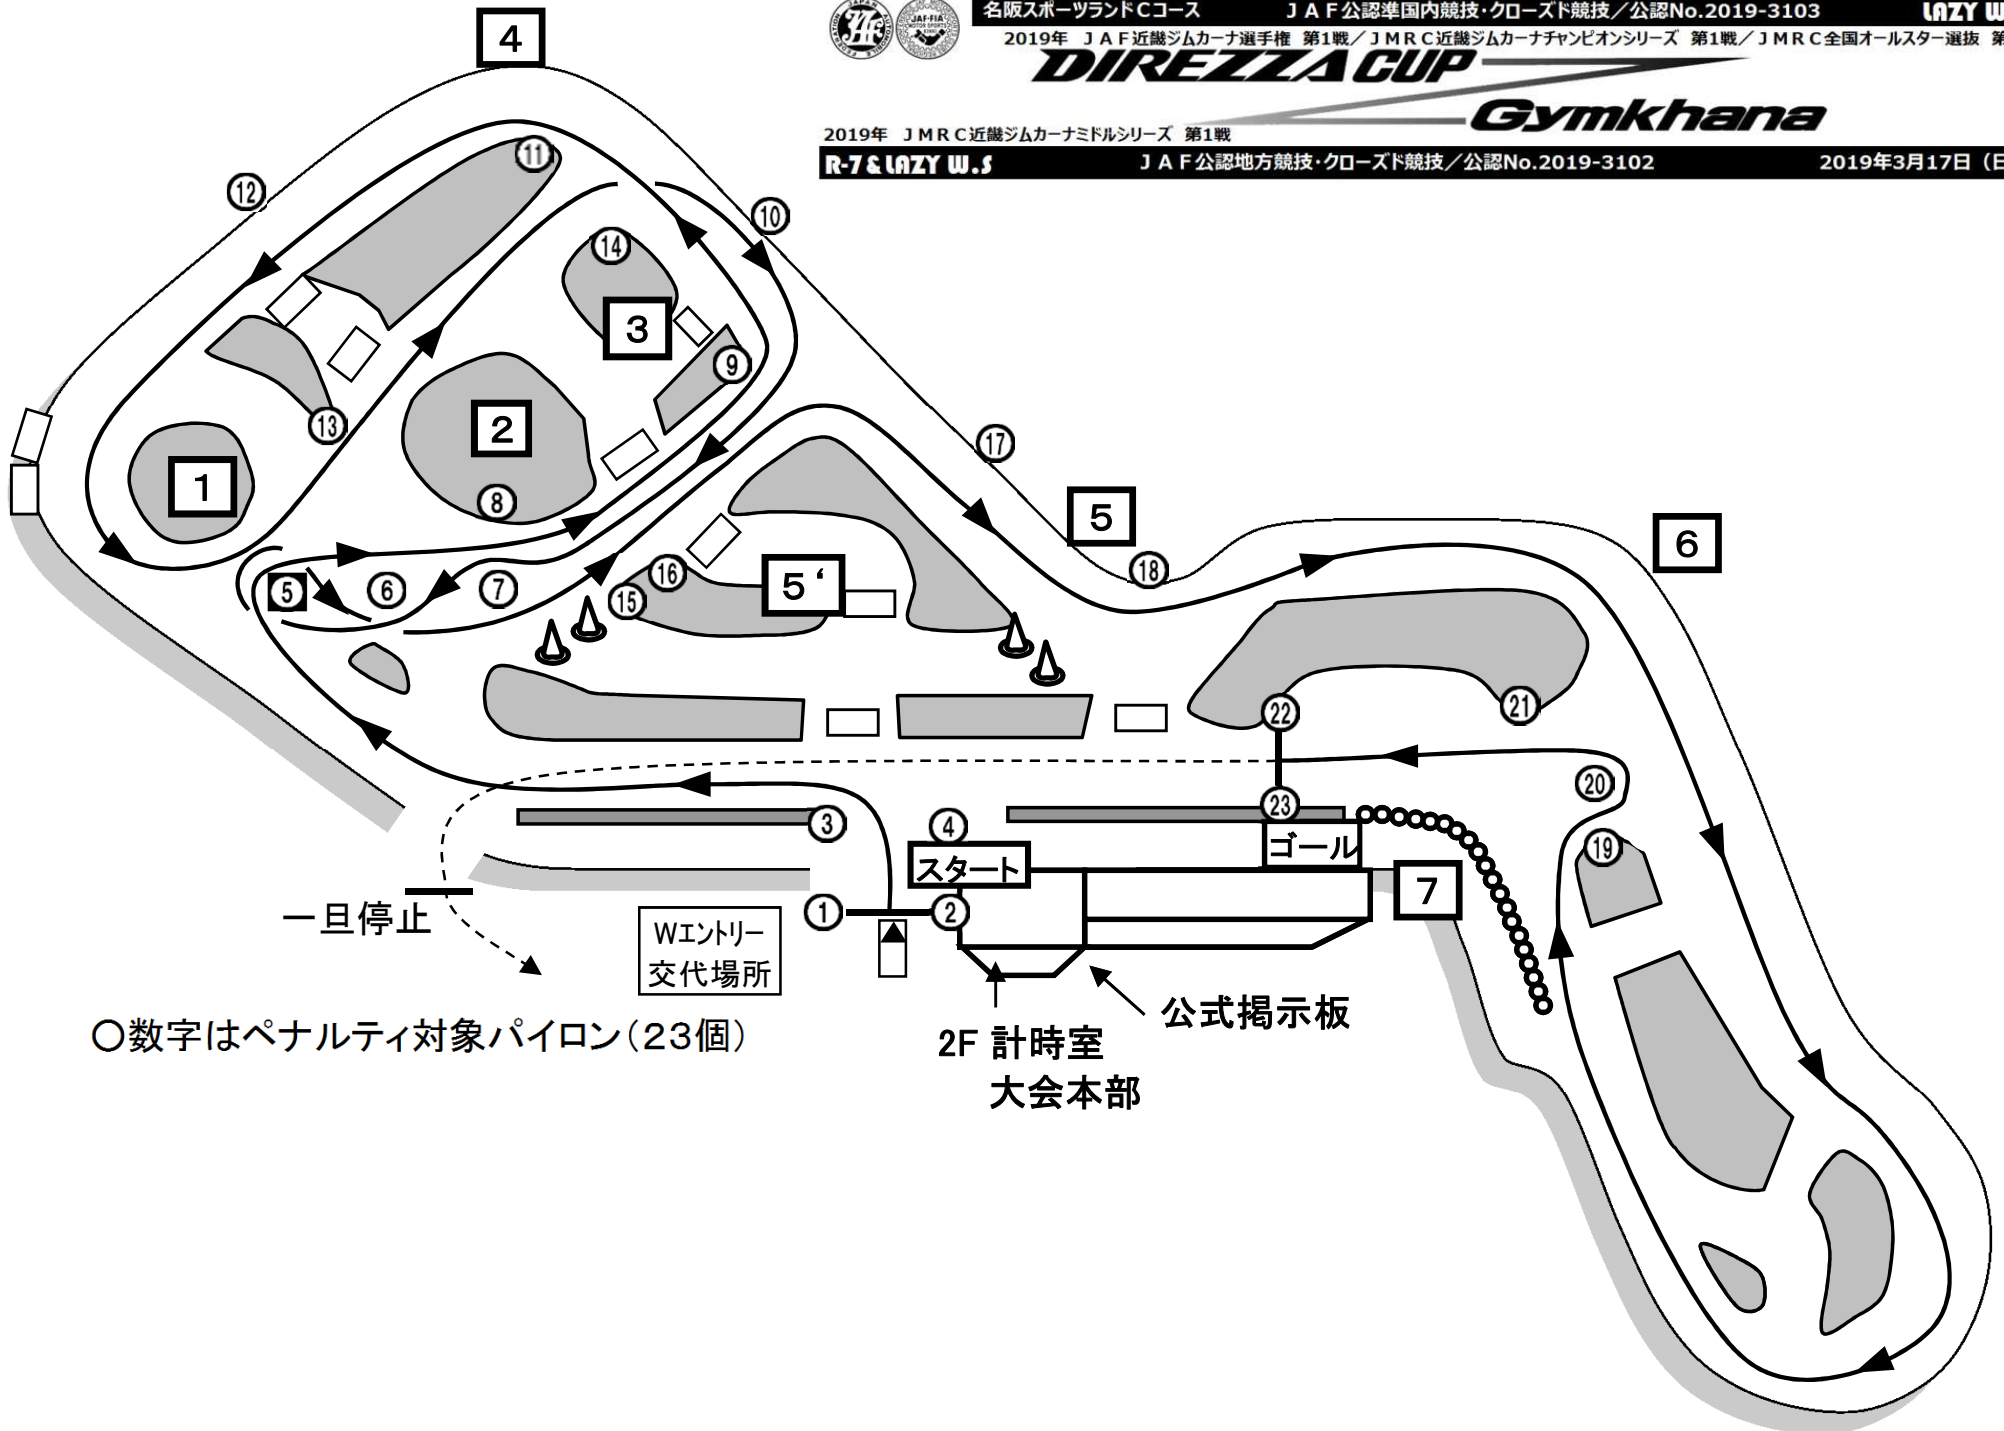 名阪スポーツランドCコース JAF公認準国内競技・クローズド競技／公認No.2019-3103 LAZY W
2019年 JAF近畿ジムカーナ選手権 第1戦／JMRC近畿ジムカーナチャンピオンシリーズ 第1戦／JMRC全国オールスター選抜 第
DIREZZA CUP
Gymkhana
2019年 JMRC近畿ジムカーナミドルシリーズ 第1戦
R-7 & LAZY W.S JAF公認地方競技・クローズド競技／公認No.2019-3102 2019年3月17日（日
JAF-FIA
4
⑪
⑫
⑩
⑭
3
⑨
⑬
2
1
⑧
⑰
5
⑤
⑥
⑦
⑯
⑮
5‘
⑱
6
㉒
㉑
⑳
㉓
③
④
⑲
スタート
ゴール
7
①
②
一旦停止
Wエントリー
交代場所
公式掲示板
2F 計時室
大会本部
○数字はペナルティ対象パイロン（23個）